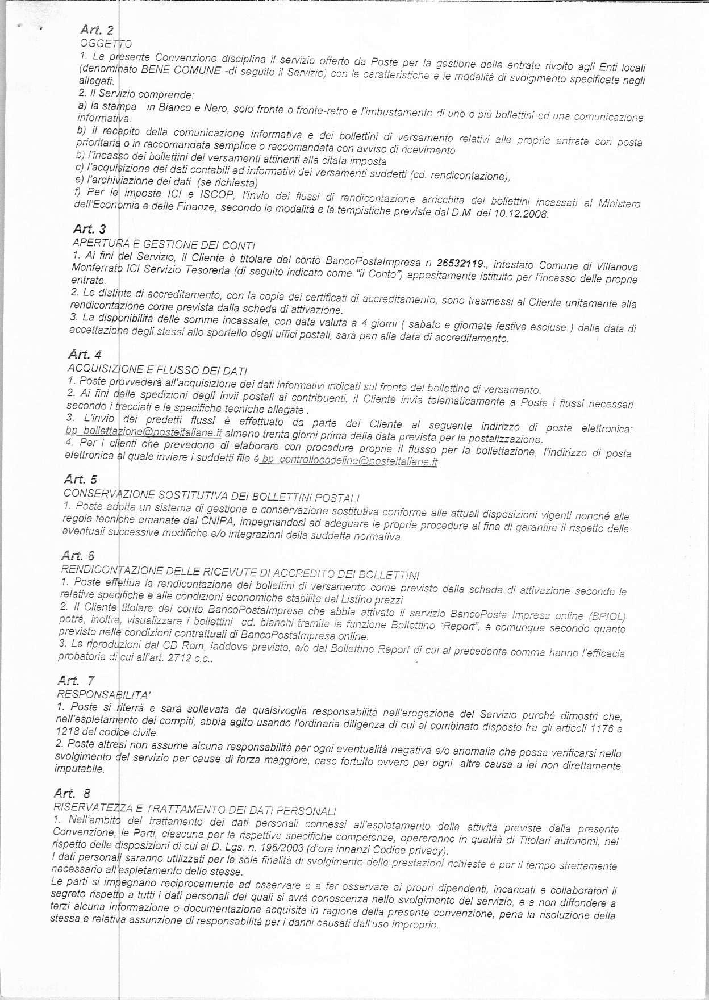 Art. 2
OGGETTO
1. La presente Convenzione disciplina il servizio offerto da Poste per la gestione delle entrate rivolto agli Enti locali
(denominato BENE COMUNE -di seguito il Servizio) con le caratteristiche e le modalità di svolgimento specificate negli
allegati.
2. Il Servizio comprende:
a) la stampa in Bianco e Nero, solo fronte o fronte-retro e l'imbustamento di uno o più bollettini ed una comunicazione
informativa.
b) il recapito della comunicazione informativa e dei bollettini di versamento relativi alle proprie entrate con posta
prioritaria o in raccomandata semplice o raccomandata con avviso di ricevimento
b) l'incasso dei bollettini dei versamenti attinenti alla citata imposta
c) l'acquisizione dei dati contabili ed informativi dei versamenti suddetti (cd. rendicontazione),
e) l'archiviazione dei dati (se richiesta)
f) Per le imposte ICI e ISCOP, l'invio dei flussi di rendicontazione arricchita dei bollettini incassati al Ministero
dell'Economia e delle Finanze, secondo le modalità e le tempistiche previste dal D.M del 10.12.2008.
Art. 3
APERTURA E GESTIONE DEI CONTI
1. Ai fini del Servizio, il Cliente è titolare del conto BancoPostaImpresa n 26532119., intestato Comune di Villanova
Monferrato ICI Servizio Tesoreria (di seguito indicato come "il Conto") appositamente istituito per l'incasso delle proprie
entrate.
2. Le distinte di accreditamento, con la copia dei certificati di accreditamento, sono trasmessi al Cliente unitamente alla
rendicontazione come prevista dalla scheda di attivazione.
3. La disponibilità delle somme incassate, con data valuta a 4 giorni ( sabato e giornate festive escluse ) dalla data di
accettazione degli stessi allo sportello degli uffici postali, sarà pari alla data di accreditamento.
Art. 4
ACQUISIZIONE E FLUSSO DEI DATI
1. Poste provvederà all'acquisizione dei dati informativi indicati sul fronte del bollettino di versamento.
2. Ai fini delle spedizioni degli invii postali ai contribuenti, il Cliente invia telematicamente a Poste i flussi necessari
secondo i tracciati e le specifiche tecniche allegate .
3. L'invio dei predetti flussi è effettuato da parte del Cliente al seguente indirizzo di posta elettronica:
bp_bollettazione@posteitaliane.it almeno trenta giorni prima della data prevista per la postalizzazione.
4. Per i clienti che prevedono di elaborare con procedure proprie il flusso per la bollettazione, l'indirizzo di posta
elettronica al quale inviare i suddetti file è bp_controllocodeline@posteitaliane.it
Art. 5
CONSERVAZIONE SOSTITUTIVA DEI BOLLETTINI POSTALI
1. Poste adotta un sistema di gestione e conservazione sostitutiva conforme alle attuali disposizioni vigenti nonché alle
regole tecniche emanate dal CNIPA, impegnandosi ad adeguare le proprie procedure al fine di garantire il rispetto delle
eventuali successive modifiche e/o integrazioni della suddetta normativa.
Art. 6
RENDICONTAZIONE DELLE RICEVUTE DI ACCREDITO DEI BOLLETTINI
1. Poste effettua la rendicontazione dei bollettini di versamento come previsto dalla scheda di attivazione secondo le
relative specifiche e alle condizioni economiche stabilite dal Listino prezzi
2. Il Cliente titolare del conto BancoPostaImpresa che abbia attivato il servizio BancoPosta Impresa online (BPIOL)
potrà, inoltre, visualizzare i bollettini cd. bianchi tramite la funzione Bollettino "Report", e comunque secondo quanto
previsto nelle condizioni contrattuali di BancoPostaImpresa online.
3. Le riproduzioni dal CD Rom, laddove previsto, e/o dal Bollettino Report di cui al precedente comma hanno l'efficacia
probatoria di cui all'art. 2712 c.c..
Art. 7
RESPONSABILITA'
1. Poste si riterrà e sarà sollevata da qualsivoglia responsabilità nell'erogazione del Servizio purché dimostri che,
nell'espletamento dei compiti, abbia agito usando l'ordinaria diligenza di cui al combinato disposto fra gli articoli 1176 e
1218 del codice civile.
2. Poste altresì non assume alcuna responsabilità per ogni eventualità negativa e/o anomalia che possa verificarsi nello
svolgimento del servizio per cause di forza maggiore, caso fortuito ovvero per ogni altra causa a lei non direttamente
imputabile.
Art. 8
RISERVATEZZA E TRATTAMENTO DEI DATI PERSONALI
1. Nell'ambito del trattamento dei dati personali connessi all'espletamento delle attività previste dalla presente
Convenzione, le Parti, ciascuna per le rispettive specifiche competenze, opereranno in qualità di Titolari autonomi, nel
rispetto delle disposizioni di cui al D. Lgs. n. 196/2003 (d'ora innanzi Codice privacy).
I dati personali saranno utilizzati per le sole finalità di svolgimento delle prestazioni richieste e per il tempo strettamente
necessario all'espletamento delle stesse.
Le parti si impegnano reciprocamente ad osservare e a far osservare ai propri dipendenti, incaricati e collaboratori il
segreto rispetto a tutti i dati personali dei quali si avrà conoscenza nello svolgimento del servizio, e a non diffondere a
terzi alcuna informazione o documentazione acquisita in ragione della presente convenzione, pena la risoluzione della
stessa e relativa assunzione di responsabilità per i danni causati dall'uso improprio.